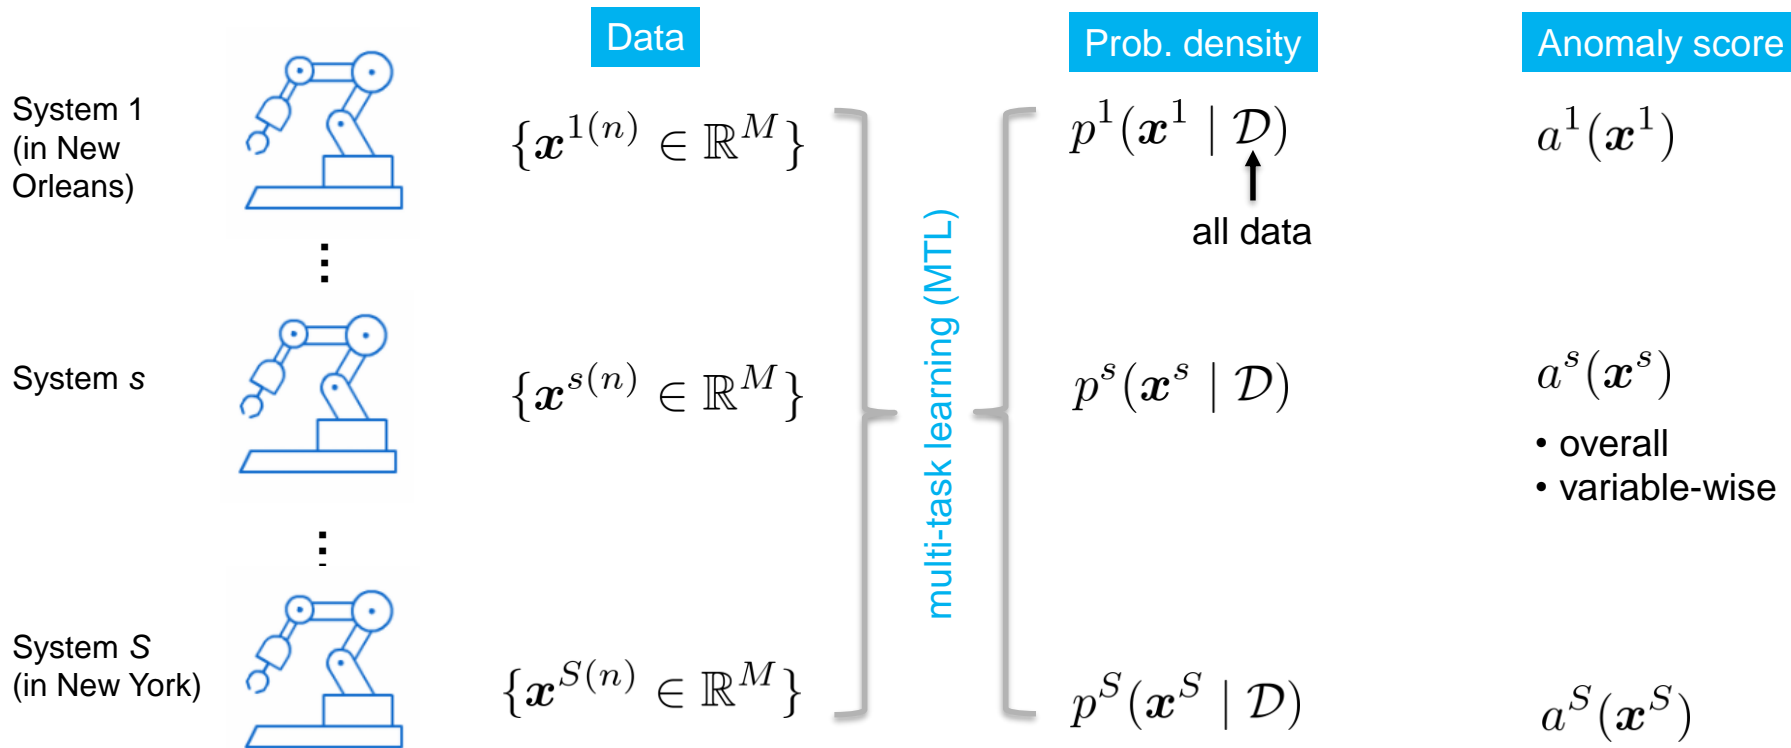 Data
Prob. density
Anomaly score
System 1
(in New
Orleans)
{𝒙^{1(n)} ∈ ℝ^M}
p^1(𝒙^1 | 𝒟)
a^1(𝒙^1)
all data
⋮
multi-task learning (MTL)
System s
{𝒙^{s(n)} ∈ ℝ^M}
p^s(𝒙^s | 𝒟)
a^s(𝒙^s)
• overall
• variable-wise
⋮
System S
(in New York)
{𝒙^{S(n)} ∈ ℝ^M}
p^S(𝒙^S | 𝒟)
a^S(𝒙^S)